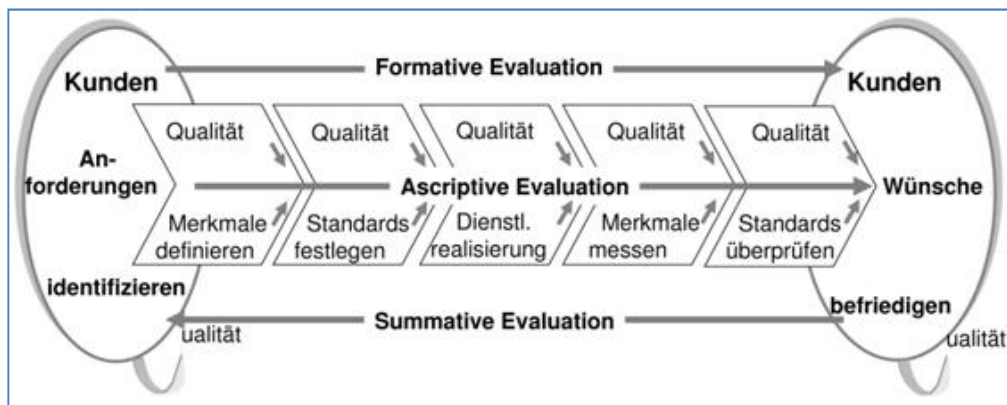 Formative Evaluation
Kunden
An-
forderungen
identifizieren
ualität
Qualität
Merkmale
definieren
Qualität
Standards
festlegen
Qualität
Dienstl.
realisierung
Qualität
Merkmale
messen
Qualität
Standards
überprüfen
Ascriptive Evaluation
Kunden
Wünsche
befriedigen
ualität
Summative Evaluation